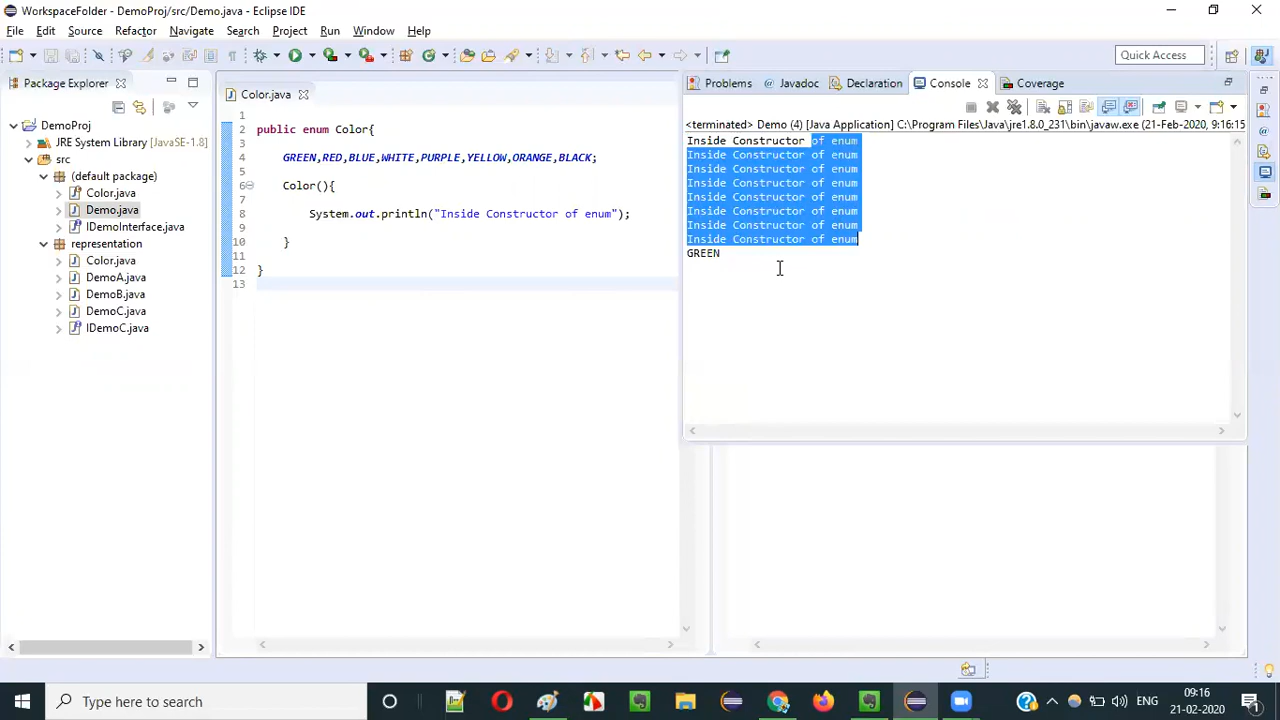 WorkspaceFolder - DemoProj/src/Demo.java - Eclipse IDE
File Edit Source Refactor Navigate Search Project Run Window Help
Quick Access
Package Explorer
Color.java
Problems @ Javadoc Declaration Console Coverage
<terminated> Demo (4) [Java Application] C:\Program Files\Java\jre1.8.0_231\bin\javaw.exe (21-Feb-2020, 9:16:15
DemoProj
JRE System Library [JavaSE-1.8]
src
(default package)
Color.java
Demo.java
IDemoInterface.java
representation
Color.java
DemoA.java
DemoB.java
DemoC.java
IDemoC.java
1
2 public enum Color{
3
4 GREEN,RED,BLUE,WHITE,PURPLE,YELLOW,ORANGE,BLACK;
5
6 Color(){
7
8 System.out.println("Inside Constructor of enum");
9
10 }
11
12 }
13
Inside Constructor of enum
Inside Constructor of enum
Inside Constructor of enum
Inside Constructor of enum
Inside Constructor of enum
Inside Constructor of enum
Inside Constructor of enum
Inside Constructor of enum
GREEN
Type here to search
ENG
09:16
21-02-2020